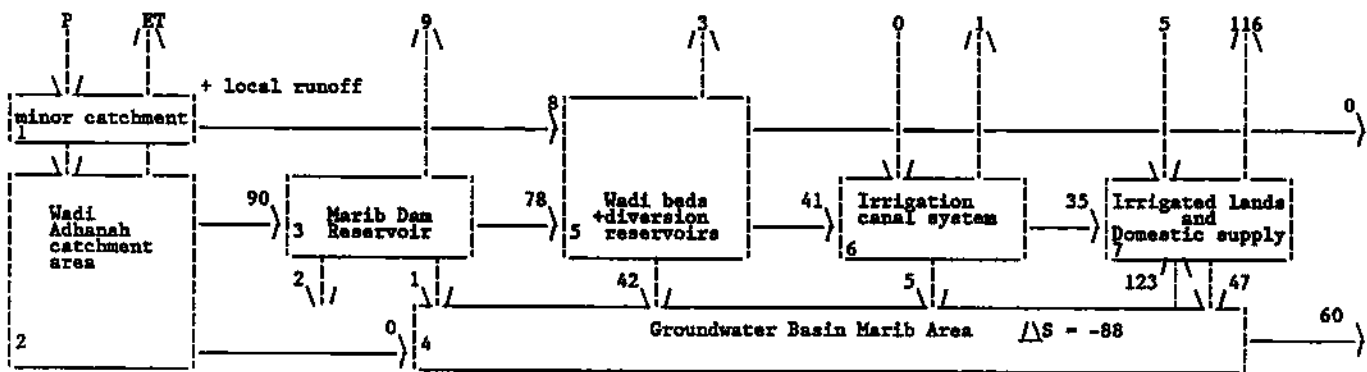 P ET 9 3 0 1 5 116
+ local runoff
minor catchment
1
8
0
Wadi
Adhanah
catchment
area
2
90
Marib Dam
Reservoir
3
78
Wadi beds
+diversion
reservoirs
5
41
Irrigation
canal system
6
35
Irrigated lands
and
Domestic supply
7
2 1 42 5 123 47
0
Groundwater Basin Marib Area /\S = -88
4
60